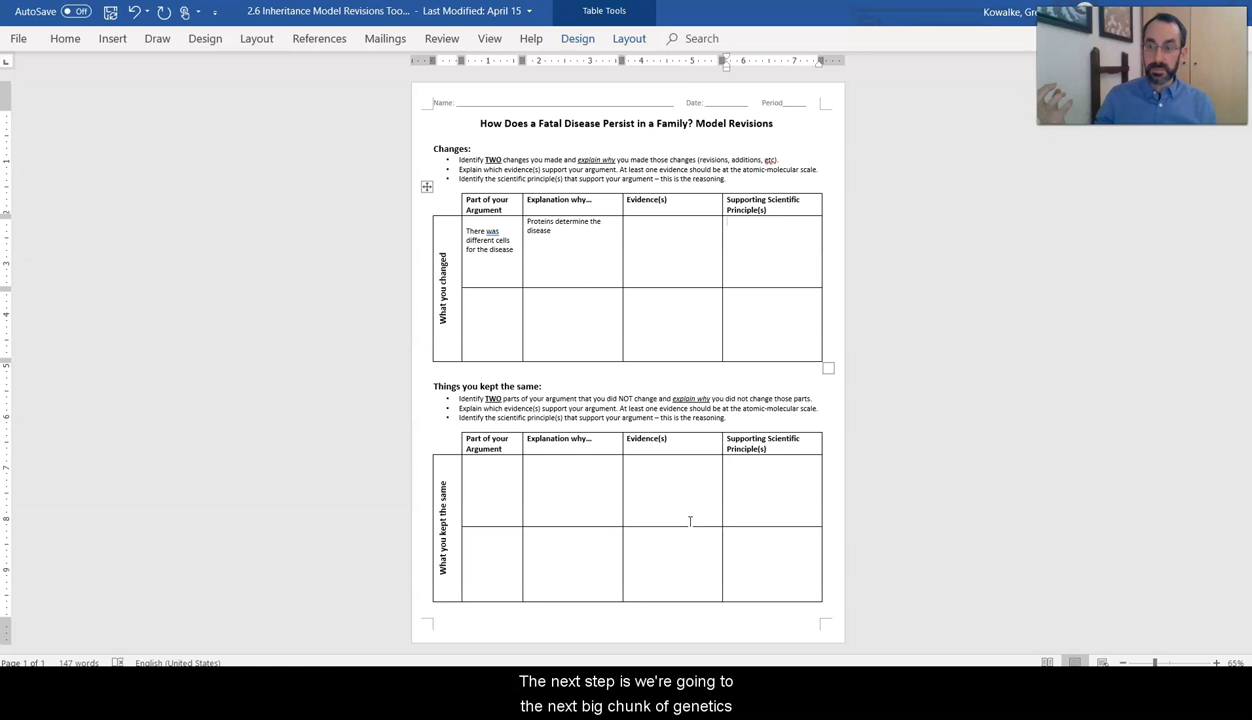 AutoSave Off 2.6 Inheritance Model Revisions Too... - Last Modified: April 15 Table Tools Kowalke, Gre
File Home Insert Draw Design Layout References Mailings Review View Help Design Layout Search
1 2 3 4 5 6 7
Name: Date: Period
How Does a Fatal Disease Persist in a Family? Model Revisions
Changes:
• Identify TWO changes you made and explain why you made those changes (revisions, additions, etc).
• Explain which evidence(s) support your argument. At least one evidence should be at the atomic-molecular scale.
• Identify the scientific principle(s) that support your argument – this is the reasoning.
Part of your Argument
Explanation why...
Evidence(s)
Supporting Scientific
Principle(s)
What you changed
There was
different cells
for the disease
Proteins determine the
disease
Things you kept the same:
• Identify TWO parts of your argument that you did NOT change and explain why you did not change those parts.
• Explain which evidence(s) support your argument. At least one evidence should be at the atomic-molecular scale.
• Identify the scientific principle(s) that support your argument – this is the reasoning.
Part of your
Argument
Explanation why...
Evidence(s)
Supporting Scientific
Principle(s)
What you kept the same
Page 1 of 1 147 words English (United States) 65%
The next step is we're going to
the next big chunk of genetics